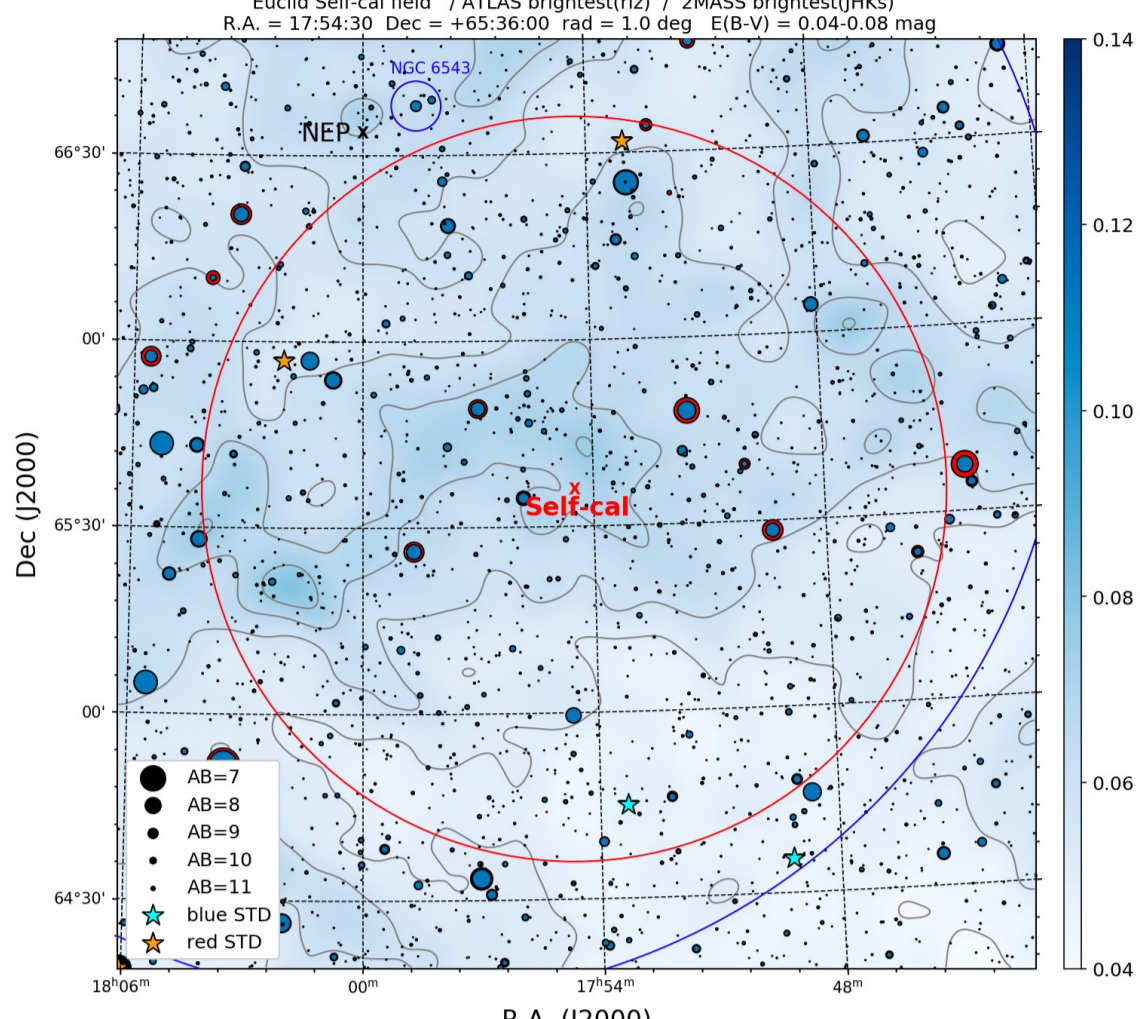 Euclid Self-cal field / ATLAS brightest(riz) / 2MASS brightest(JHKs)
R.A. = 17:54:30 Dec = +65:36:00 rad = 1.0 deg E(B-V) = 0.04-0.08 mag
NGC 6543
NEP x
66°30'
00'
x
Self-cal
65°30'
00'
64°30'
Dec (J2000)
AB=7
AB=8
AB=9
AB=10
AB=11
blue STD
red STD
18ʰ06ᵐ
00ᵐ
17ʰ54ᵐ
48ᵐ
R.A. (J2000)
0.14
0.12
0.10
0.08
0.06
0.04